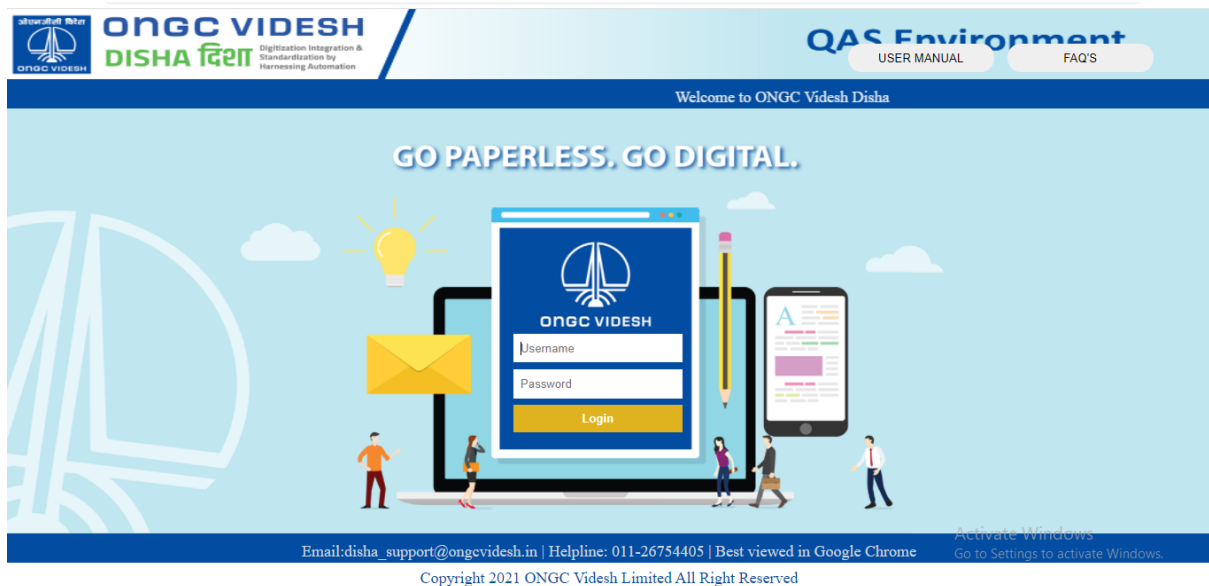 ओएनजीसी विदेश
ONGC VIDESH
ONGC VIDESH
DISHA दिशा
Digitization Integration &
Standardization by
Harnessing Automation
QAS Environment
USER MANUAL
FAQ'S
Welcome to ONGC Videsh Disha
GO PAPERLESS. GO DIGITAL.
ONGC VIDESH
Username
Password
Login
A
Activate Windows
Go to Settings to activate Windows.
Email:disha_support@ongcvidesh.in | Helpline: 011-26754405 | Best viewed in Google Chrome
Copyright 2021 ONGC Videsh Limited All Right Reserved